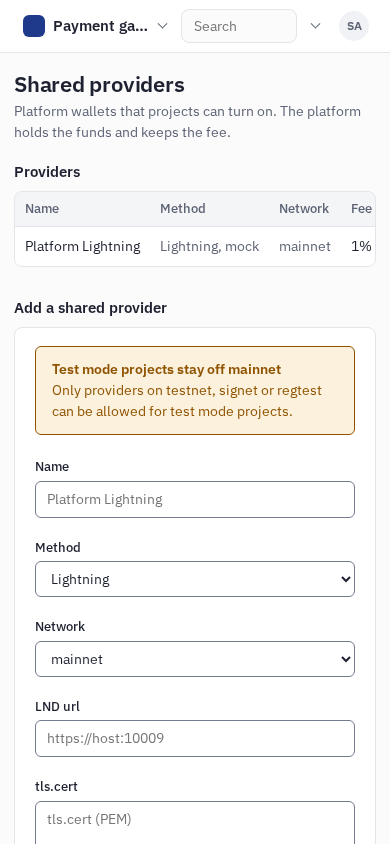 Payment ga...
Search
SA
Shared providers
Platform wallets that projects can turn on. The platform
holds the funds and keeps the fee.
Providers
Name Method Network Fee
Platform Lightning Lightning, mock mainnet 1%
Add a shared provider
Test mode projects stay off mainnet
Only providers on testnet, signet or regtest
can be allowed for test mode projects.
Name
Platform Lightning
Method
Lightning
Network
mainnet
LND url
https://host:10009
tls.cert
tls.cert (PEM)